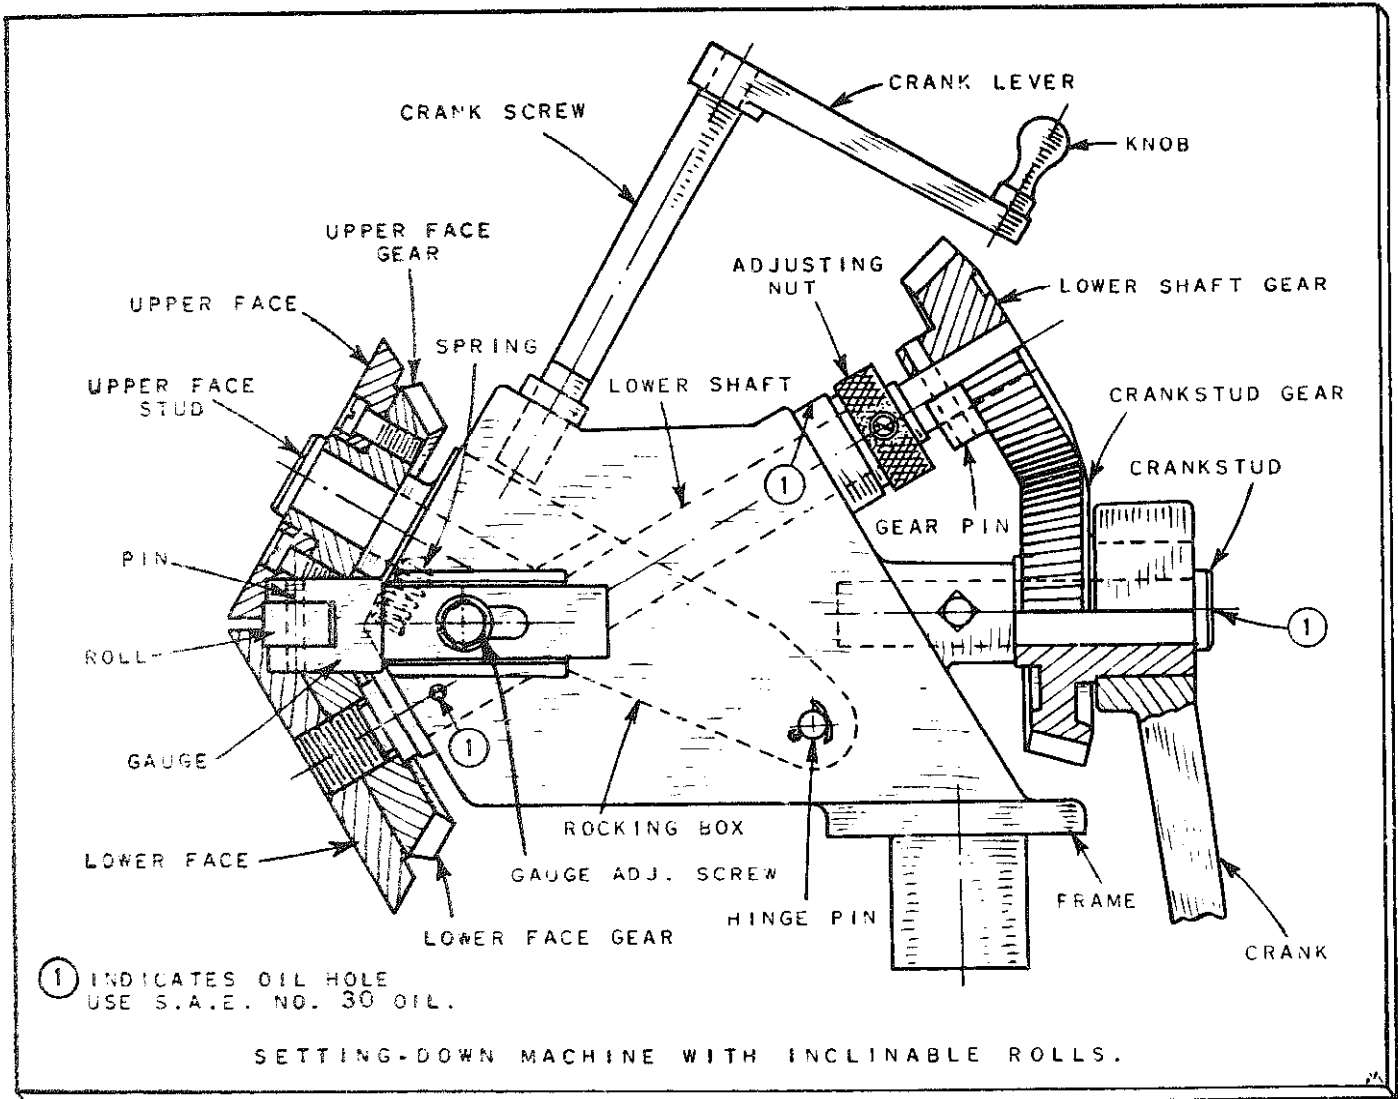 CRANK LEVER
CRANK SCREW
KNOB
UPPER FACE
GEAR
ADJUSTING
NUT
LOWER SHAFT GEAR
UPPER FACE
SPRING
LOWER SHAFT
UPPER FACE
STUD
CRANKSTUD GEAR
CRANKSTUD
1
GEAR PIN
PIN
1
ROLL
1
GAUGE
ROCKING BOX
LOWER FACE
GAUGE ADJ. SCREW
FRAME
HINGE PIN
LOWER FACE GEAR
CRANK
1 INDICATES OIL HOLE
USE S.A.E. NO. 30 OIL.
SETTING-DOWN MACHINE WITH INCLINABLE ROLLS.